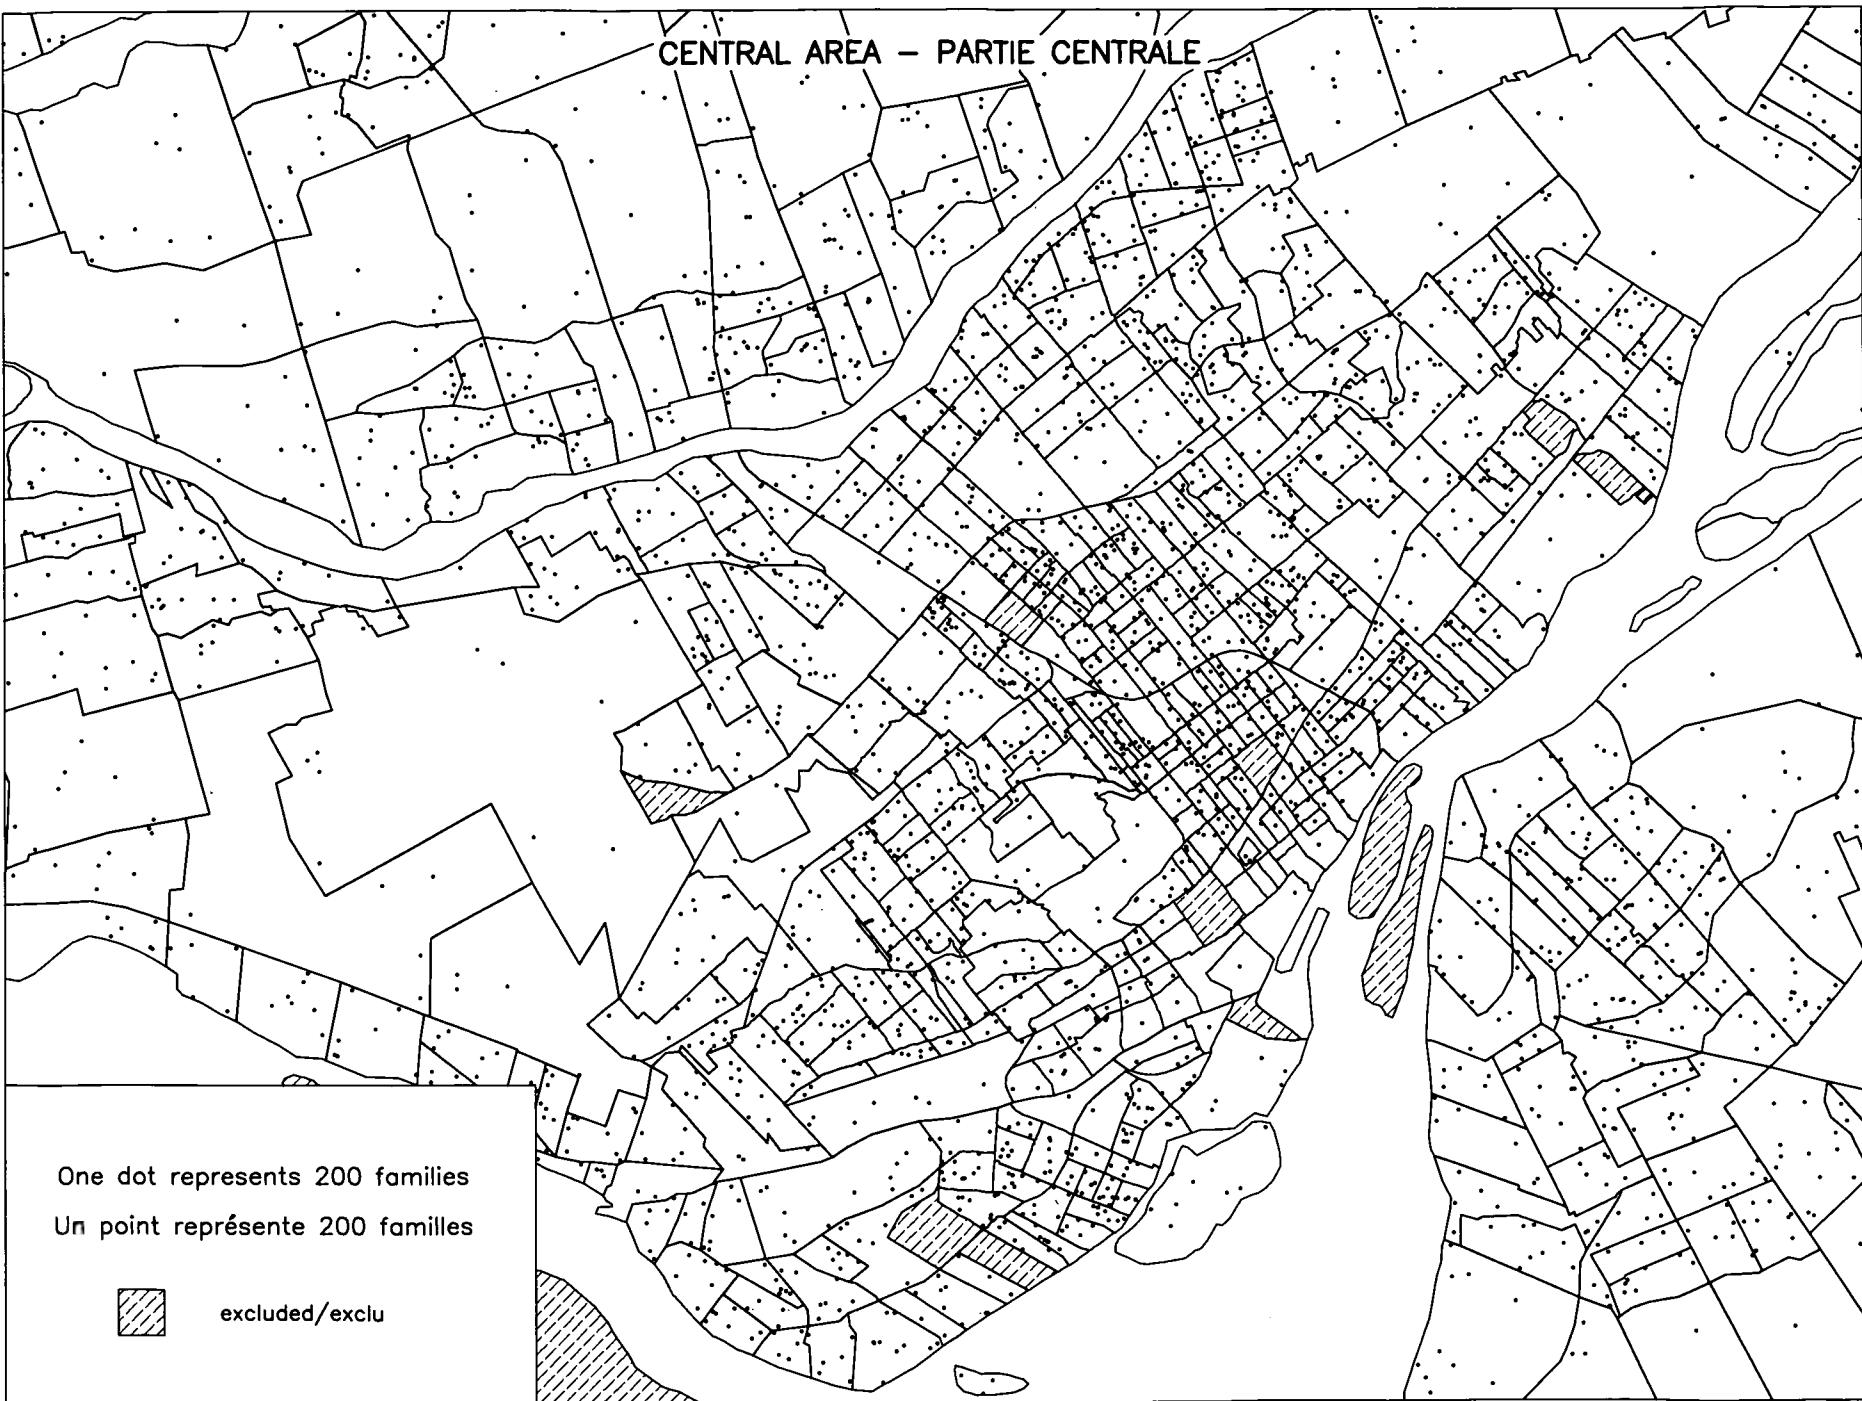 CENTRAL AREA – PARTIE CENTRALE
One dot represents 200 families
Un point représente 200 familles
excluded/exclu